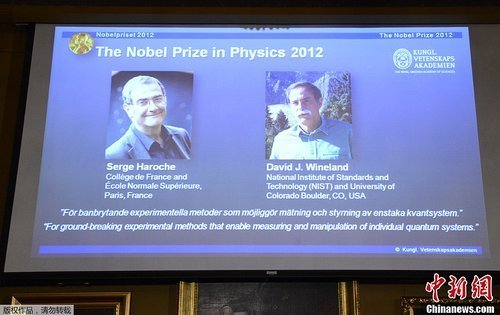 Nobelpriset 2012
The Nobel Prize 2012
The Nobel Prize in Physics 2012
KUNGL.
VETENSKAPS
AKADEMIEN
THE ROYAL SWEDISH ACADEMY OF SCIENCES
Serge Haroche
Collège de France and
École Normale Supérieure,
Paris, France
David J. Wineland
National Institute of Standards and
Technology (NIST) and University of
Colorado Boulder, CO, USA
"För banbrytande experimentella metoder som möjliggör mätning och styrning av enstaka kvantsystem."
"For ground-breaking experimental methods that enable measuring and manipulation of individual quantum systems."
© Kungl. Vetenskapsakademien
版权作品 请勿转载
中新网
Chinanews.com